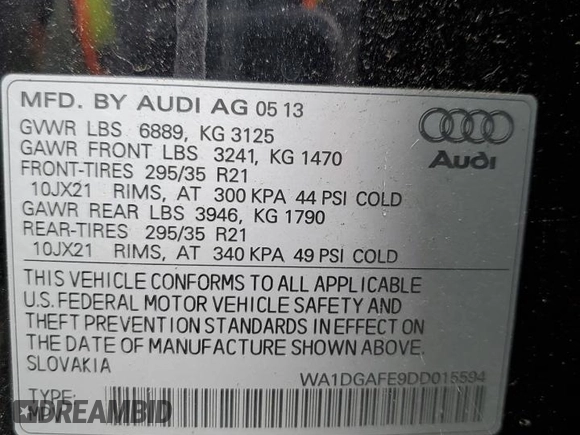 MFD. BY AUDI AG 05 13
GVWR LBS 6889, KG 3125
GAWR FRONT LBS 3241, KG 1470
FRONT-TIRES 295/35 R21
10JX21 RIMS, AT 300 KPA 44 PSI COLD
GAWR REAR LBS 3946, KG 1790
REAR-TIRES 295/35 R21
10JX21 RIMS, AT 340 KPA 49 PSI COLD
Audi
THIS VEHICLE CONFORMS TO ALL APPLICABLE
U.S. FEDERAL MOTOR VEHICLE SAFETY AND
THEFT PREVENTION STANDARDS IN EFFECT ON
THE DATE OF MANUFACTURE SHOWN ABOVE.
SLOVAKIA
WA1DGAFE9DD015594
TYPE:
DREAMBID